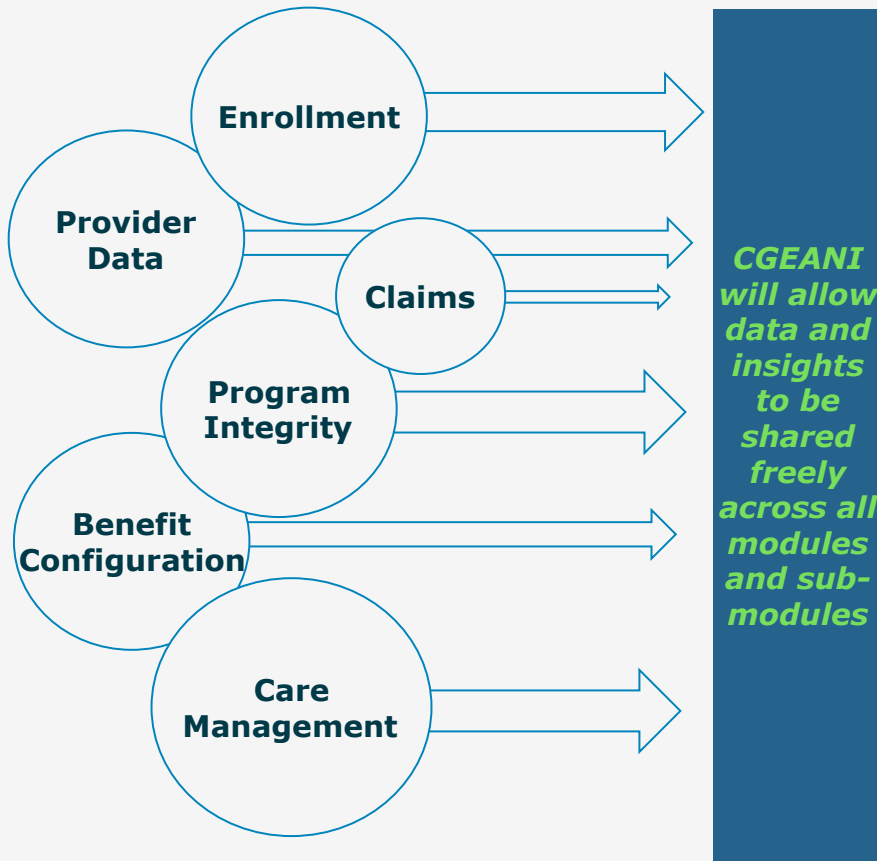 Enrollment
Provider
Data
Claims
Program
Integrity
Benefit
Configuration
Care
Management
CGEANI
will allow
data and
insights
to be
shared
freely
across all
modules
and sub-
modules